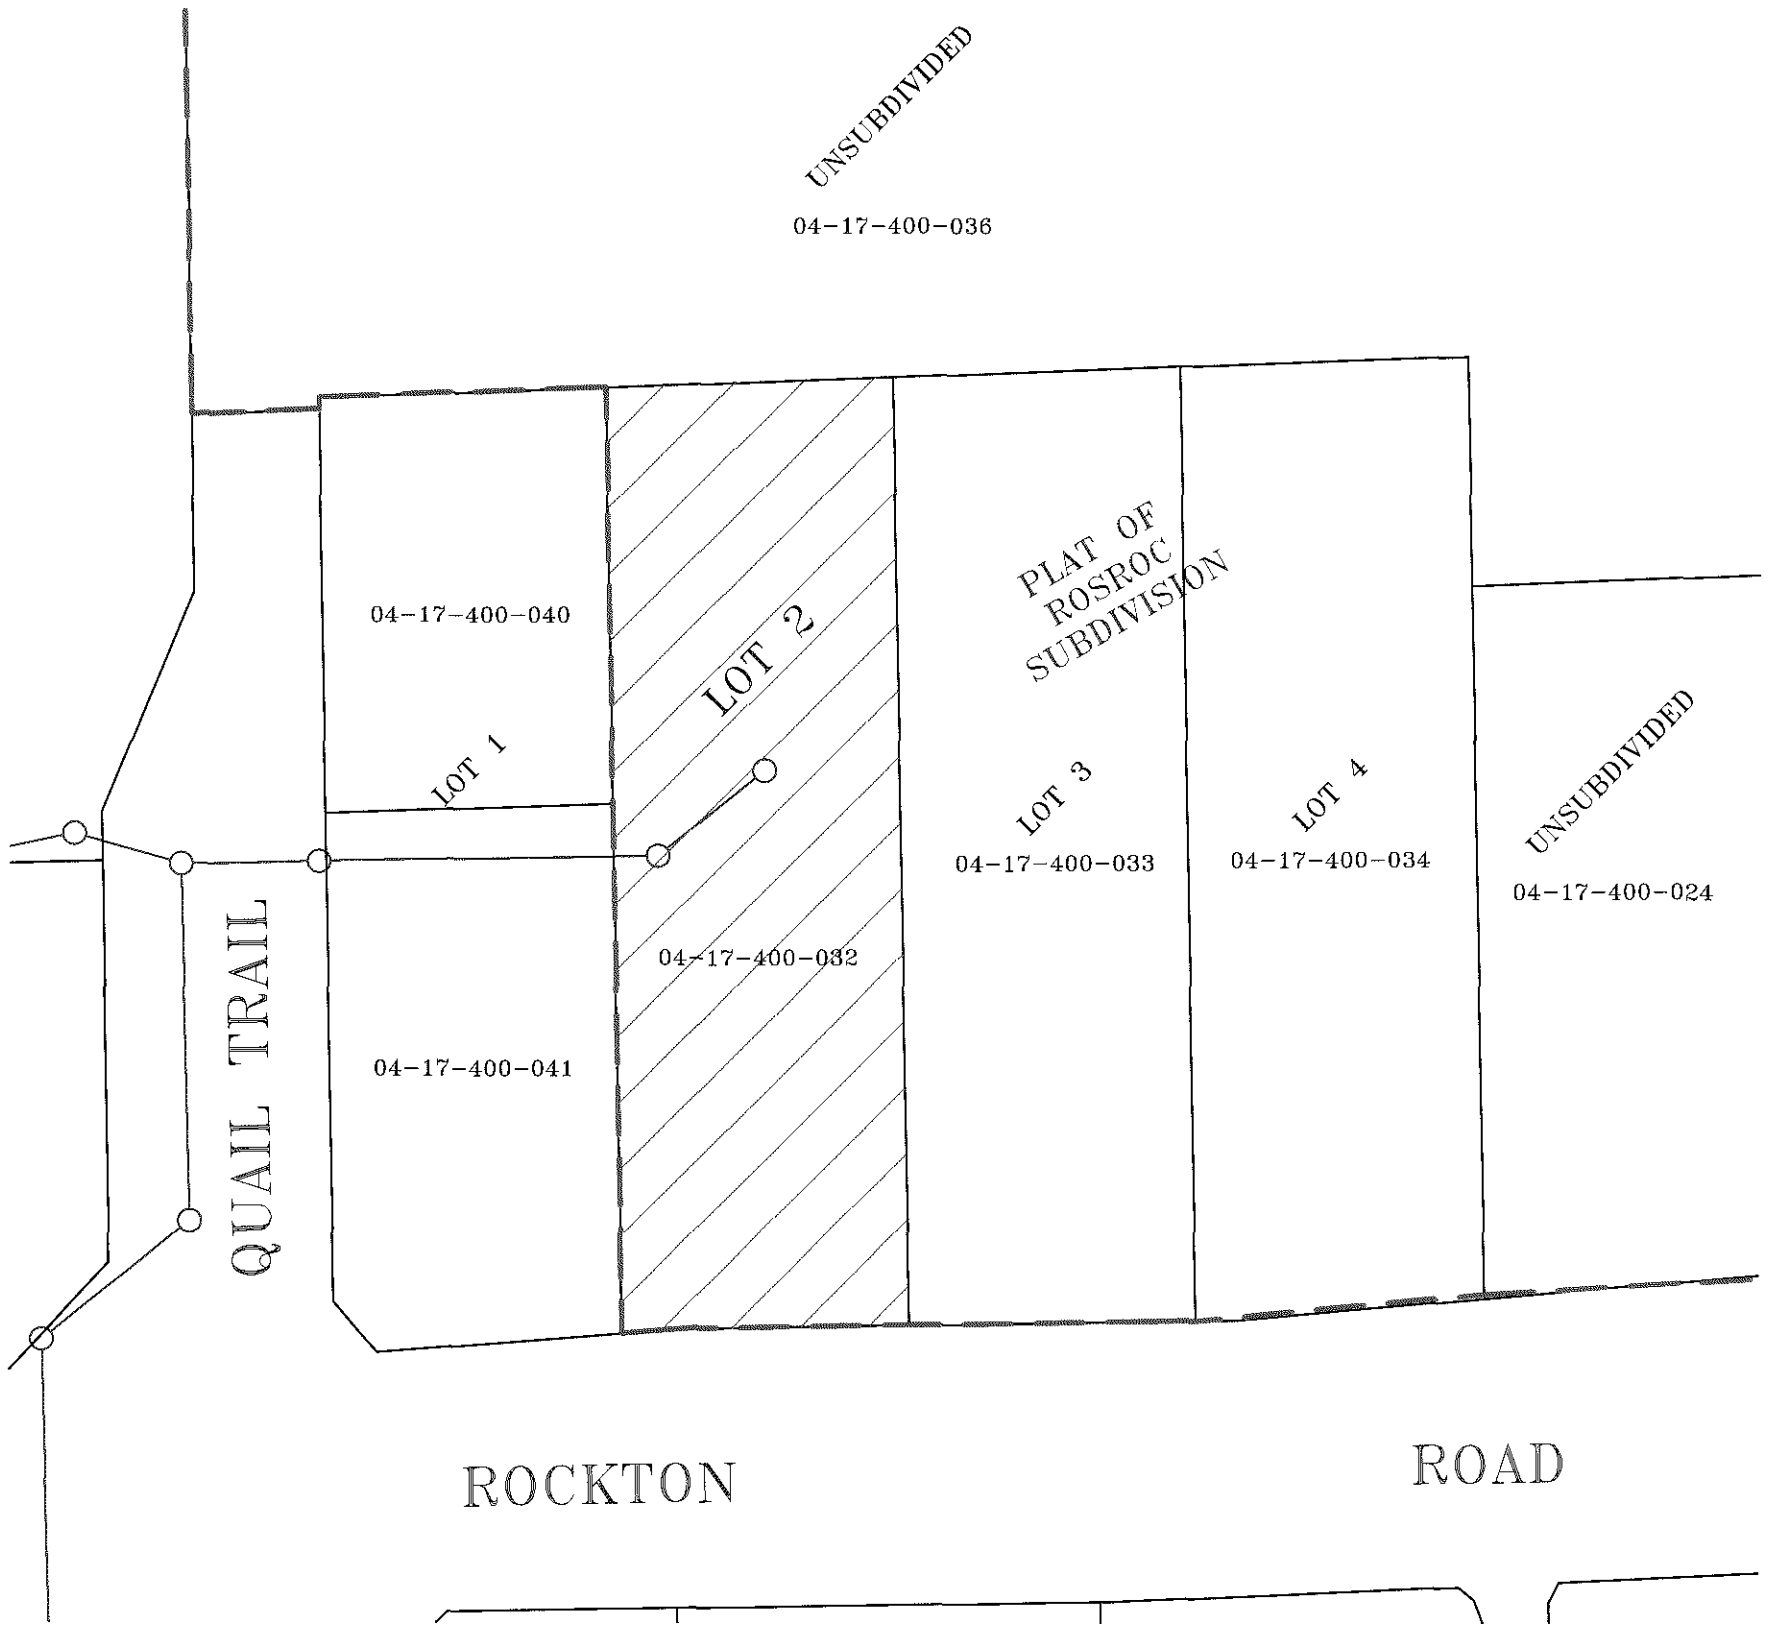 UNSUBDIVIDED
04-17-400-036
PLAT OF
ROSROC
SUBDIVISION
04-17-400-040
LOT 2
LOT 1
LOT 3
LOT 4
UNSUBDIVIDED
04-17-400-033
04-17-400-034
04-17-400-024
04-17-400-032
04-17-400-041
QUAIL TRAIL
ROCKTON ROAD